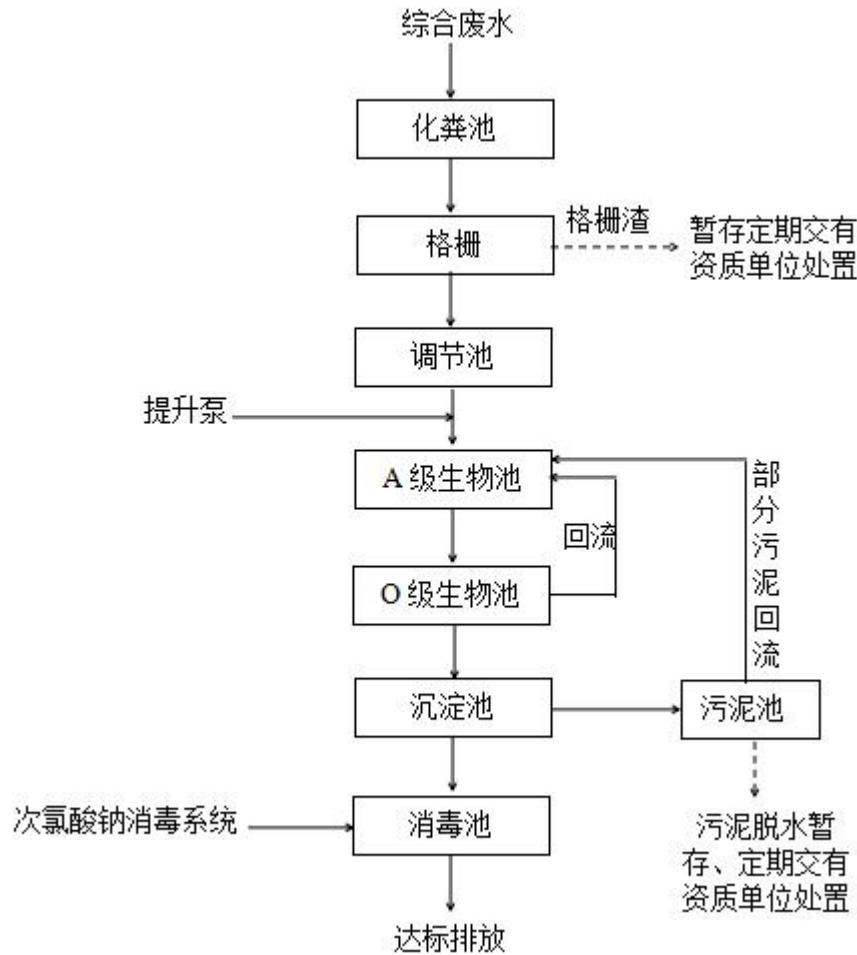 综合废水
化粪池
格栅渣
格栅
暂存定期交有
资质单位处置
调节池
提升泵
A 级生物池
部分污泥回流
回流
O 级生物池
沉淀池
污泥池
次氯酸钠消毒系统
消毒池
污泥脱水暂
存、定期交有
资质单位处置
达标排放